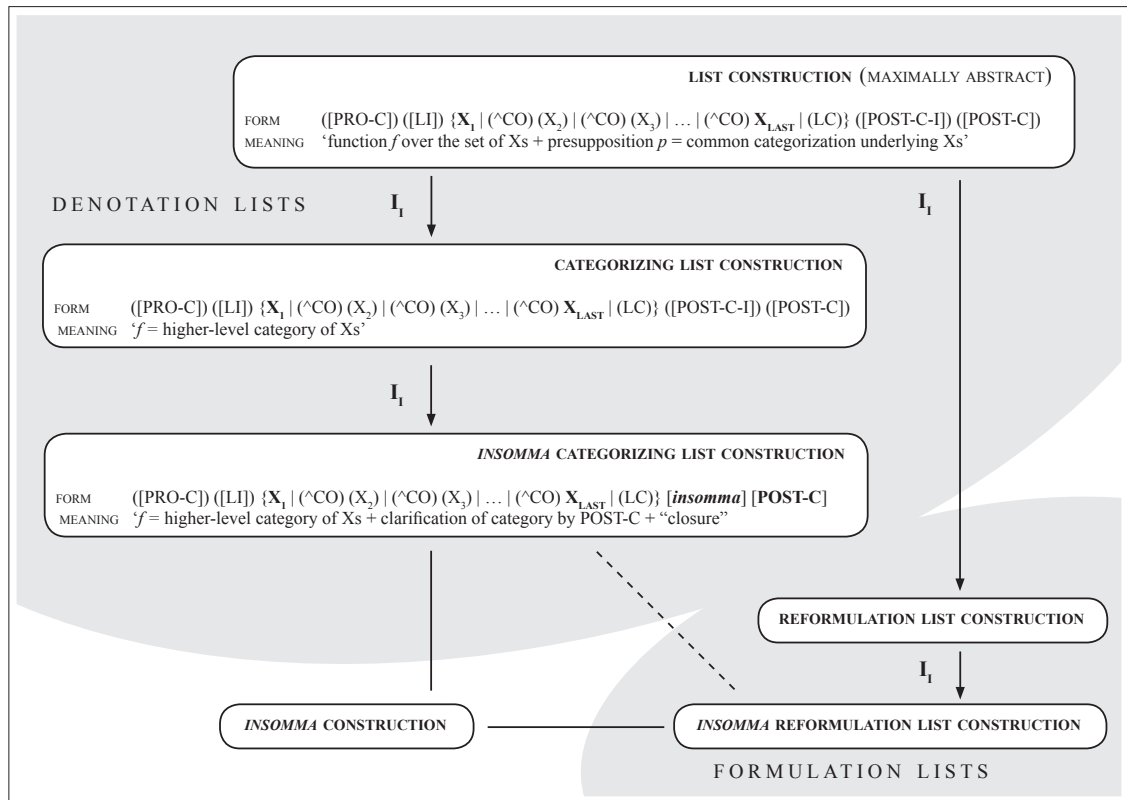 LIST CONSTRUCTION (MAXIMALLY ABSTRACT)
FORM ([PRO-C]) ([LI]) {X1 | (^CO) (X2) | (^CO) (X3) | … | (^CO) XLAST | (LC)} ([POST-C-I]) ([POST-C])
MEANING ‘function f over the set of Xs + presupposition p = common categorization underlying Xs’
DENOTATION LISTS
II
II
CATEGORIZING LIST CONSTRUCTION
FORM ([PRO-C]) ([LI]) {X1 | (^CO) (X2) | (^CO) (X3) | … | (^CO) XLAST | (LC)} ([POST-C-I]) ([POST-C])
MEANING ‘f = higher-level category of Xs’
II
INSOMMA CATEGORIZING LIST CONSTRUCTION
FORM ([PRO-C]) ([LI]) {X1 | (^CO) (X2) | (^CO) (X3) | … | (^CO) XLAST | (LC)} [insomma] [POST-C]
MEANING ‘f = higher-level category of Xs + clarification of category by POST-C + “closure”
REFORMULATION LIST CONSTRUCTION
II
INSOMMA CONSTRUCTION
INSOMMA REFORMULATION LIST CONSTRUCTION
FORMULATION LISTS